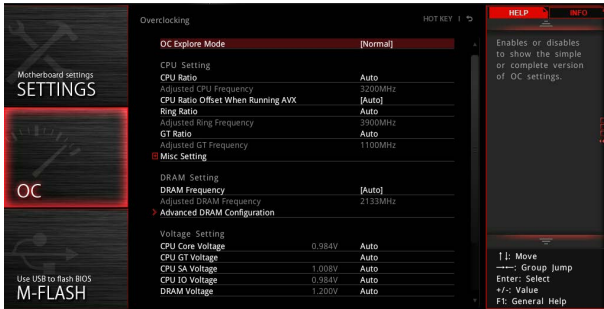 Overclocking
HOT KEY |
HELP
INFO
Motherboard settings
SETTINGS
OC
Use USB to flash BIOS
M-FLASH
OC Explore Mode [Normal]
CPU Setting
CPU Ratio Auto
Adjusted CPU Frequency 3200MHz
CPU Ratio Offset When Running AVX [Auto]
Ring Ratio Auto
Adjusted Ring Frequency 3900MHz
GT Ratio Auto
Adjusted GT Frequency 1100MHz
Misc Setting
DRAM Setting
DRAM Frequency [Auto]
Adjusted DRAM Frequency 2133MHz
Advanced DRAM Configuration
Voltage Setting
CPU Core Voltage 0.984V Auto
CPU GT Voltage Auto
CPU SA Voltage 1.008V Auto
CPU IO Voltage 0.984V Auto
DRAM Voltage 1.200V Auto
Enables or disables
to show the simple
or complete version
of OC settings.
↑↓: Move
→←: Group Jump
Enter: Select
+/-: Value
F1: General Help